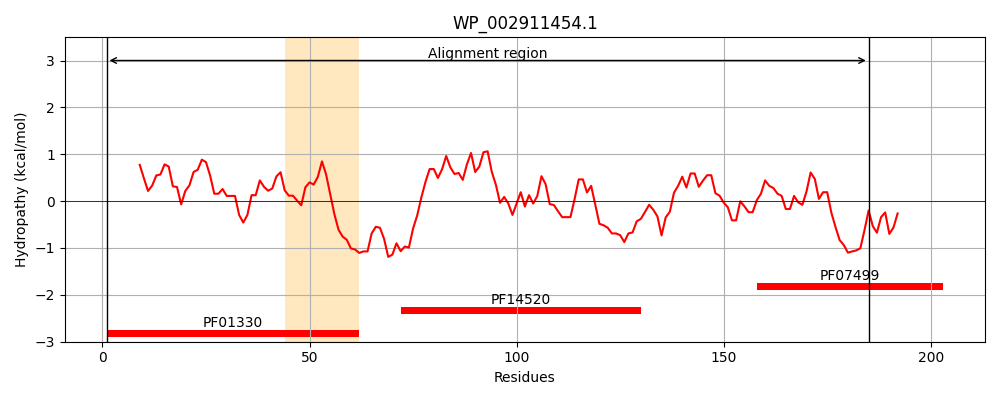 WP_002911454.1
Alignment region
Hydropathy (kcal/mol)
3
2
1
0
−1
−2
−3
PF07499
PF14520
PF01330
0
50
100
150
200
Residues